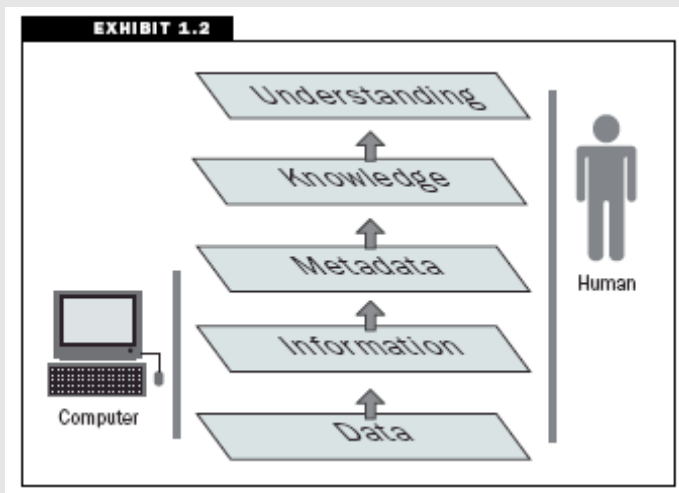 EXHIBIT 1.2
Understanding
Knowledge
Metadata
Information
Data
Human
Computer